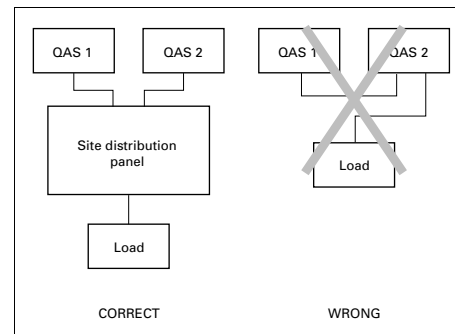 QAS 1
QAS 2
Site distribution
panel
Load
CORRECT
QAS 1
QAS 2
Load
WRONG